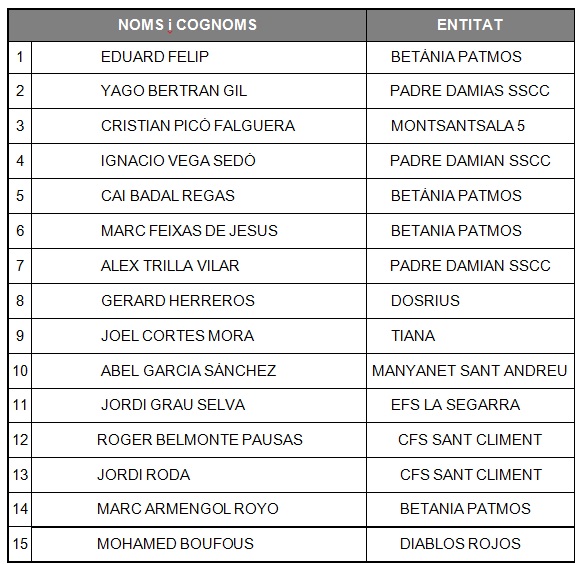 NOMS i COGNOMS ENTITAT
1 EDUARD FELIP BETÀNIA PATMOS
2 YAGO BERTRAN GIL PADRE DAMIAS SSCC
3 CRISTIAN PICÓ FALGUERA MONTSANTSALA 5
4 IGNACIO VEGA SEDÓ PADRE DAMIAN SSCC
5 CAI BADAL REGAS BETÀNIA PATMOS
6 MARC FEIXAS DE JESUS BETANIA PATMOS
7 ALEX TRILLA VILAR PADRE DAMIAN SSCC
8 GERARD HERREROS DOSRIUS
9 JOEL CORTES MORA TIANA
10 ABEL GARCIA SÁNCHEZ MANYANET SANT ANDREU
11 JORDI GRAU SELVA EFS LA SEGARRA
12 ROGER BELMONTE PAUSAS CFS SANT CLIMENT
13 JORDI RODA CFS SANT CLIMENT
14 MARC ARMENGOL ROYO BETANIA PATMOS
15 MOHAMED BOUFOUS DIABLOS ROJOS